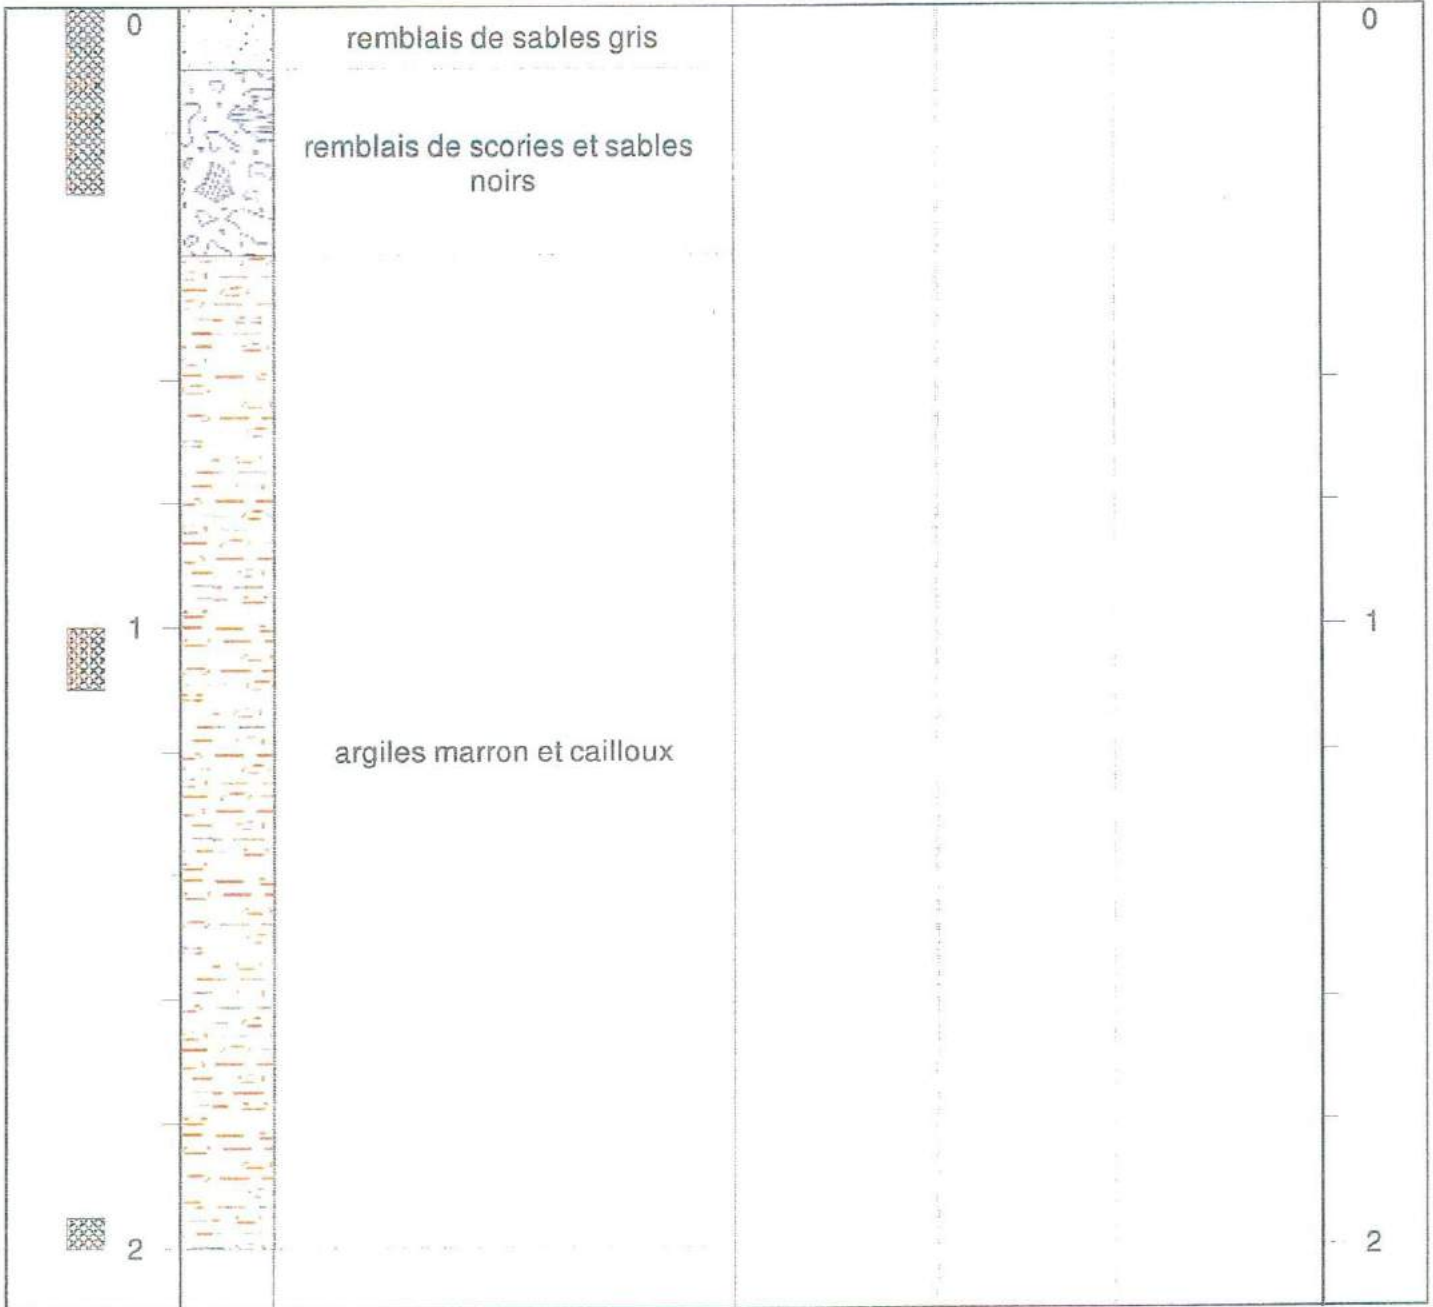 0
0
remblais de sables gris
remblais de scories et sables
noirs
1
1
argiles marron et cailloux
2
2